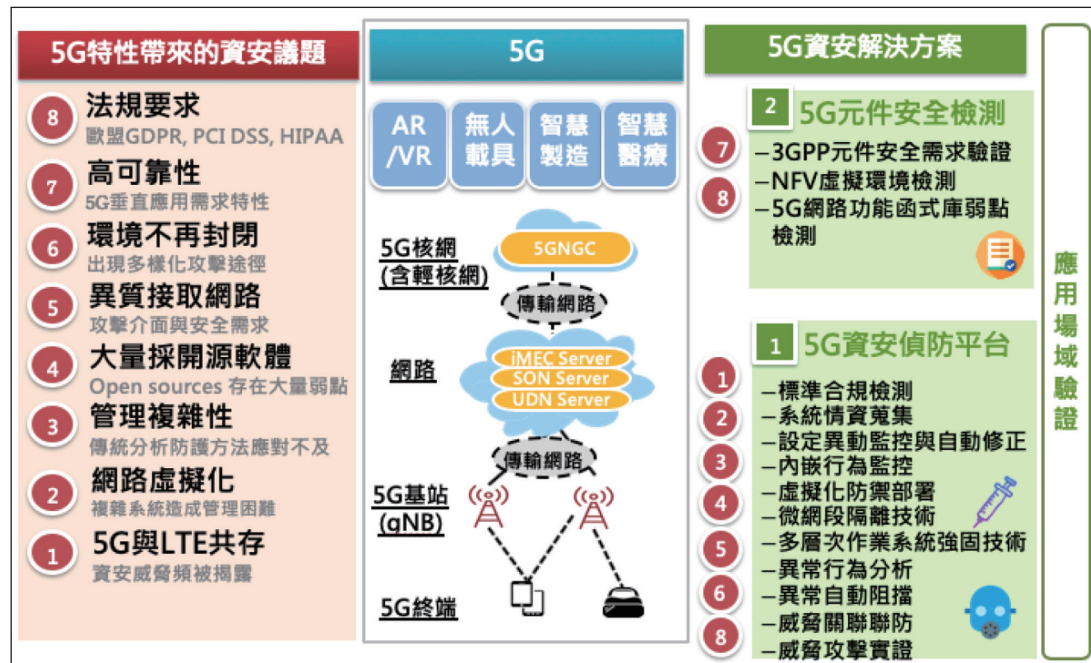 5G特性帶來的資安議題
8
法規要求
歐盟GDPR, PCI DSS, HIPAA
7
高可靠性
5G垂直應用需求特性
6
環境不再封閉
出現多樣化攻擊途徑
5
異質接取網路
攻擊介面與安全需求
4
大量採開源軟體
Open sources 存在大量弱點
3
管理複雜性
傳統分析防護方法應對不及
2
網路虛擬化
複雜系統造成管理困難
1
5G與LTE共存
資安威脅頻被揭露
5G
AR
/VR
無人
載具
智慧
製造
智慧
醫療
5G核網
(含輕核網)
5GNGC
傳輸網路
網路
iMEC Server
SON Server
UDN Server
傳輸網路
5G基站
(gNB)
5G終端
5G資安解決方案
2
5G元件安全檢測
7
8
–3GPP元件安全需求驗證
–NFV虛擬環境檢測
–5G網路功能函式庫弱點
檢測
1
5G資安偵防平台
1
2
3
4
5
6
8
–標準合規檢測
–系統情資蒐集
–設定異動監控與自動修正
–內嵌行為監控
–虛擬化防禦部署
–微網段隔離技術
–多層次作業系統強固技術
–異常行為分析
–異常自動阻擋
–威脅關聯聯防
–威脅攻擊實證
應用場域驗證